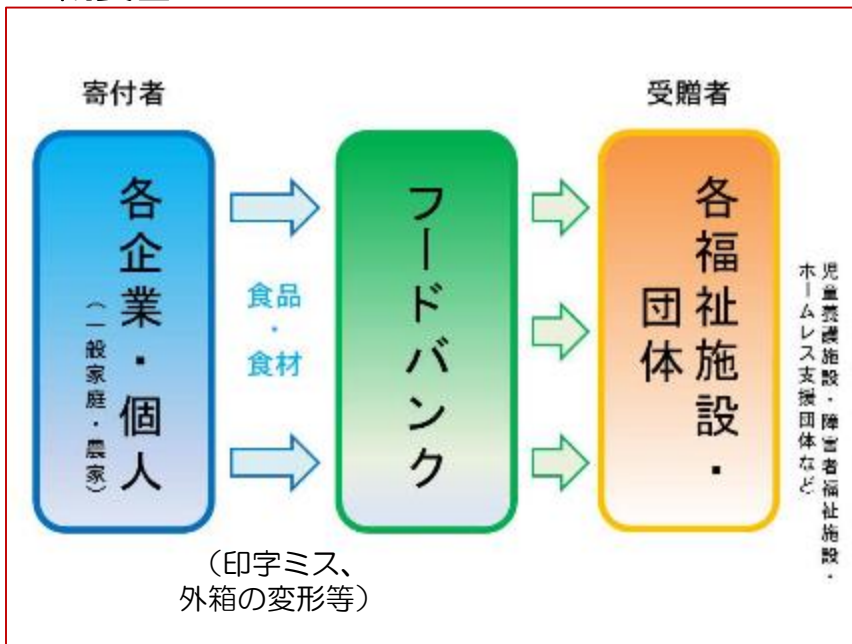 寄付者
各企業・個人
（一般家庭・農家）
食品
・
食材
（印字ミス、
外箱の変形等）
フードバンク
受贈者
各福祉施設・
団体
児童養護施設・障害者福祉施設・
ホームレス支援団体など